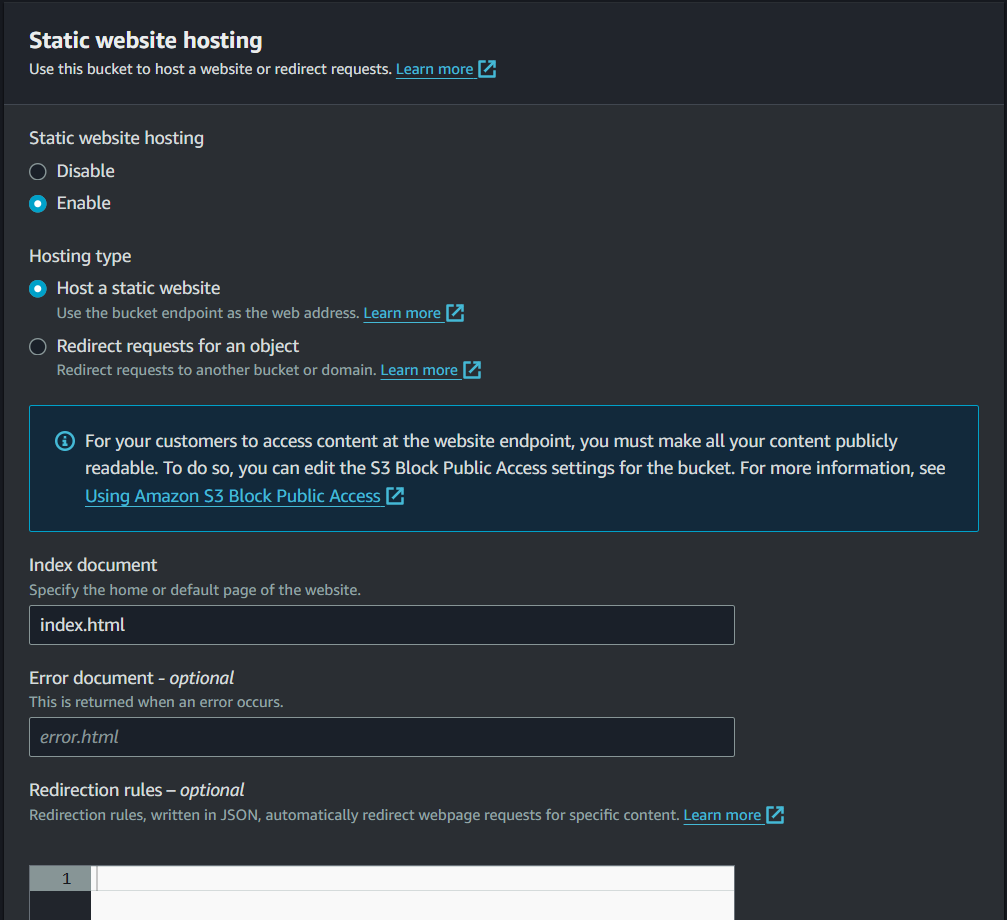 Static website hosting
Use this bucket to host a website or redirect requests. Learn more
Static website hosting
Disable
Enable
Hosting type
Host a static website
Use the bucket endpoint as the web address. Learn more
Redirect requests for an object
Redirect requests to another bucket or domain. Learn more
For your customers to access content at the website endpoint, you must make all your content publicly
readable. To do so, you can edit the S3 Block Public Access settings for the bucket. For more information, see
Using Amazon S3 Block Public Access
Index document
Specify the home or default page of the website.
index.html
Error document - optional
This is returned when an error occurs.
error.html
Redirection rules – optional
Redirection rules, written in JSON, automatically redirect webpage requests for specific content. Learn more
1